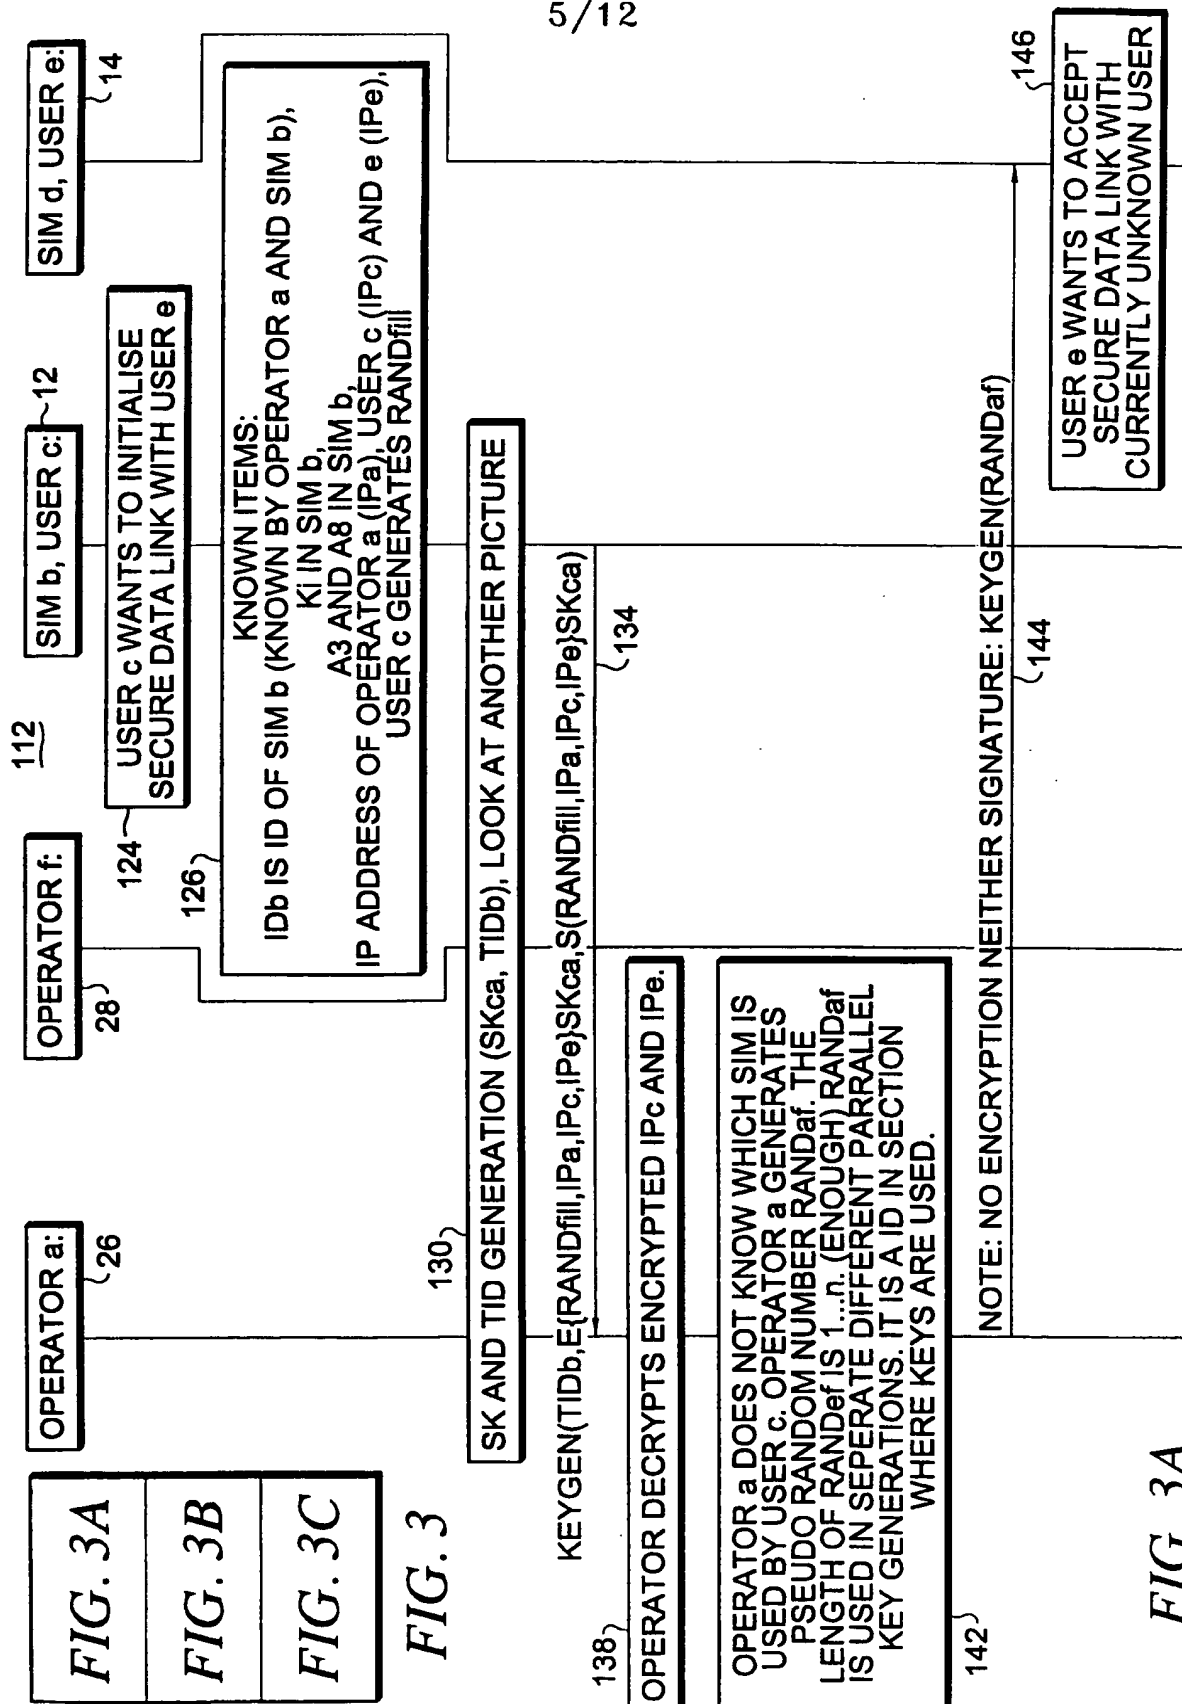 5/12
FIG. 3A
FIG. 3B
FIG. 3C
FIG. 3
112
OPERATOR a:
26
OPERATOR f:
28
SIM b, USER c:
12
SIM d, USER e:
14
124
USER c WANTS TO INITIALISE
SECURE DATA LINK WITH USER e
126
KNOWN ITEMS:
IDb IS ID OF SIM b (KNOWN BY OPERATOR a AND SIM b),
Ki IN SIM b,
A3 AND A8 IN SIM b,
IP ADDRESS OF OPERATOR a (IPa), USER c (IPc) AND e (IPe),
USER c GENERATES RANDfill
130
SK AND TID GENERATION (SKca, TIDb), LOOK AT ANOTHER PICTURE
KEYGEN(TIDb,E{RANDfill,IPa,IPc,IPe}SKca,S(RANDfill,IPa,IPc,IPe}SKca)
134
138
OPERATOR DECRYPTS ENCRYPTED IPc AND IPe.
OPERATOR a DOES NOT KNOW WHICH SIM IS
USED BY USER c. OPERATOR a GENERATES
PSEUDO RANDOM NUMBER RANDaf. THE
LENGTH OF RANDef IS 1...n. (ENOUGH) RANDaf
IS USED IN SEPERATE DIFFERENT PARRALEL
KEY GENERATIONS. IT IS A ID IN SECTION
WHERE KEYS ARE USED.
142
NOTE: NO ENCRYPTION NEITHER SIGNATURE: KEYGEN(RANDaf)
144
146
USER e WANTS TO ACCEPT
SECURE DATA LINK WITH
CURRENTLY UNKNOWN USER
FIG. 3A